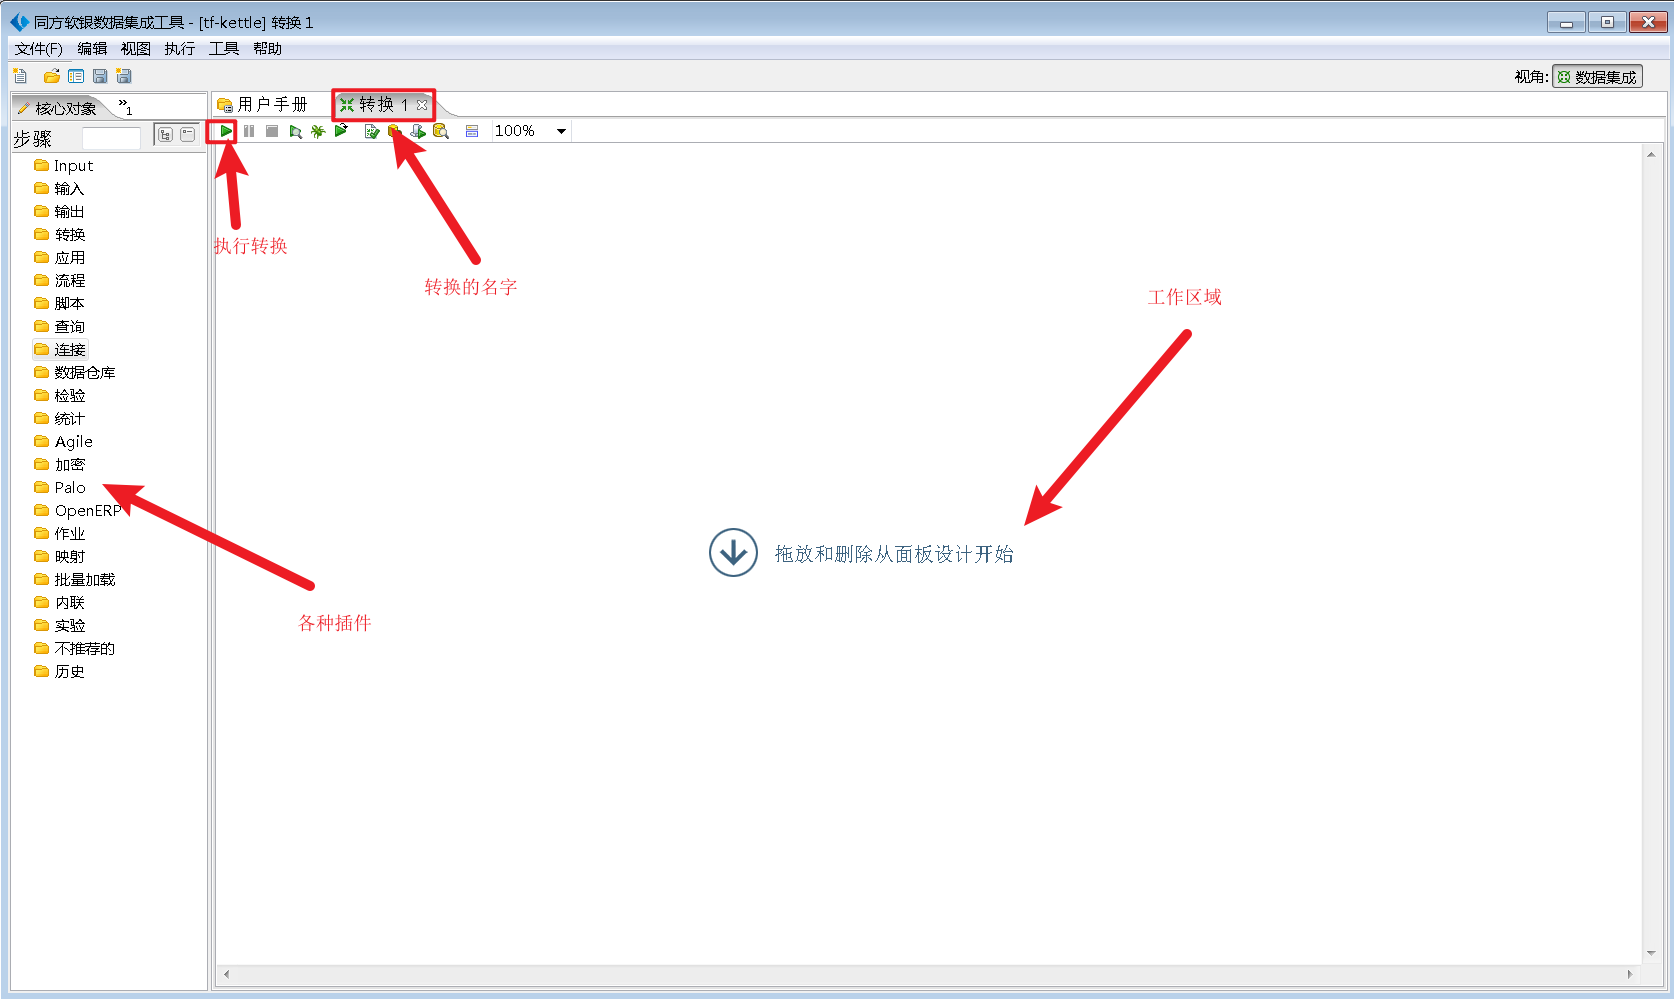 同方软银数据集成工具 - [tf-kettle] 转换 1
文件(F) 编辑 视图 执行 工具 帮助
视角: 数据集成
核心对象 »1
用户手册 转换 1
步骤
100%
Input
输入
输出
转换
应用
流程
脚本
查询
连接
数据仓库
检验
统计
Agile
加密
Palo
OpenERP
作业
映射
批量加载
内联
实验
不推荐的
历史
执行转换
转换的名字
工作区域
拖放和删除从面板设计开始
各种插件